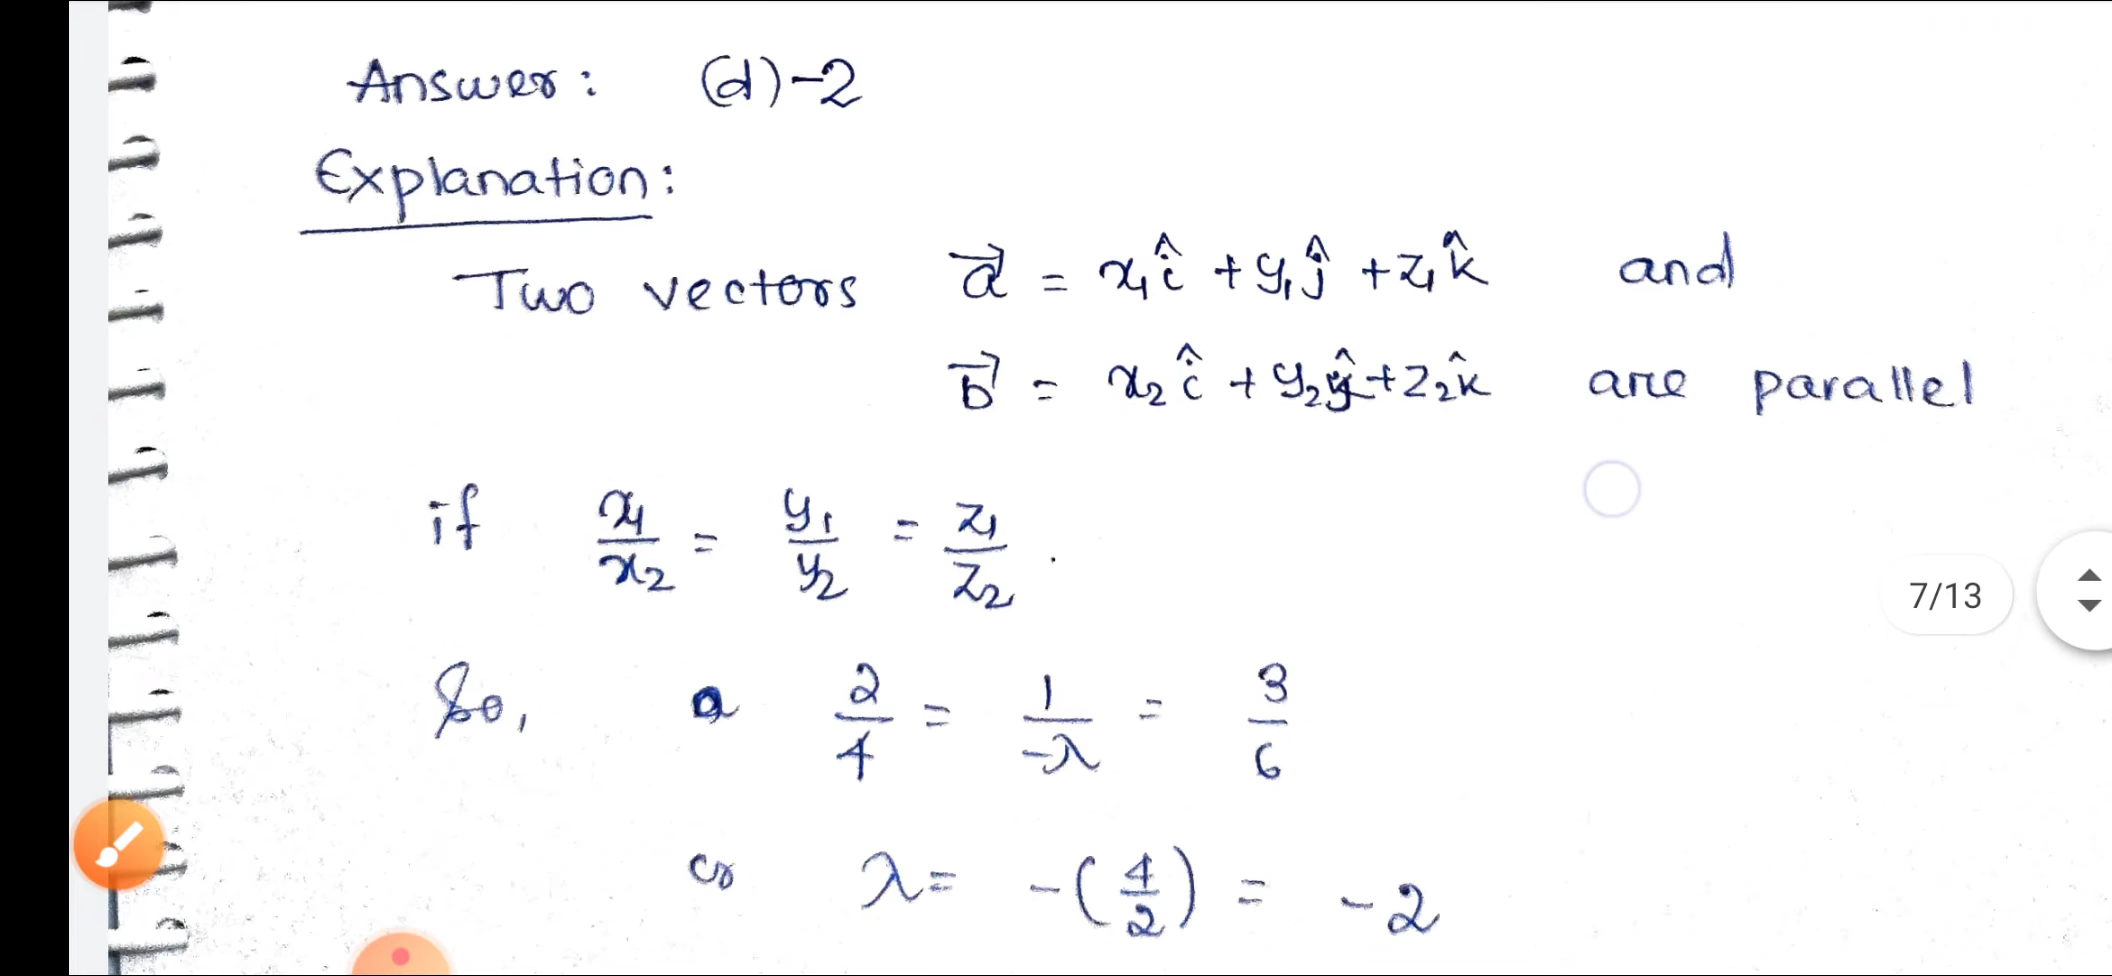 Answer: (d) -2
Explanation:
Two vectors a⃗ = x₁î + y₁ĵ + z₁k̂ and
b⃗ = x₂î + y₂ĵ + z₂k̂ are parallel
if x₁/x₂ = y₁/y₂ = z₁/z₂ .
7/13
So, 2/4 = 1/-λ = 3/6
or λ = -(4/2) = -2